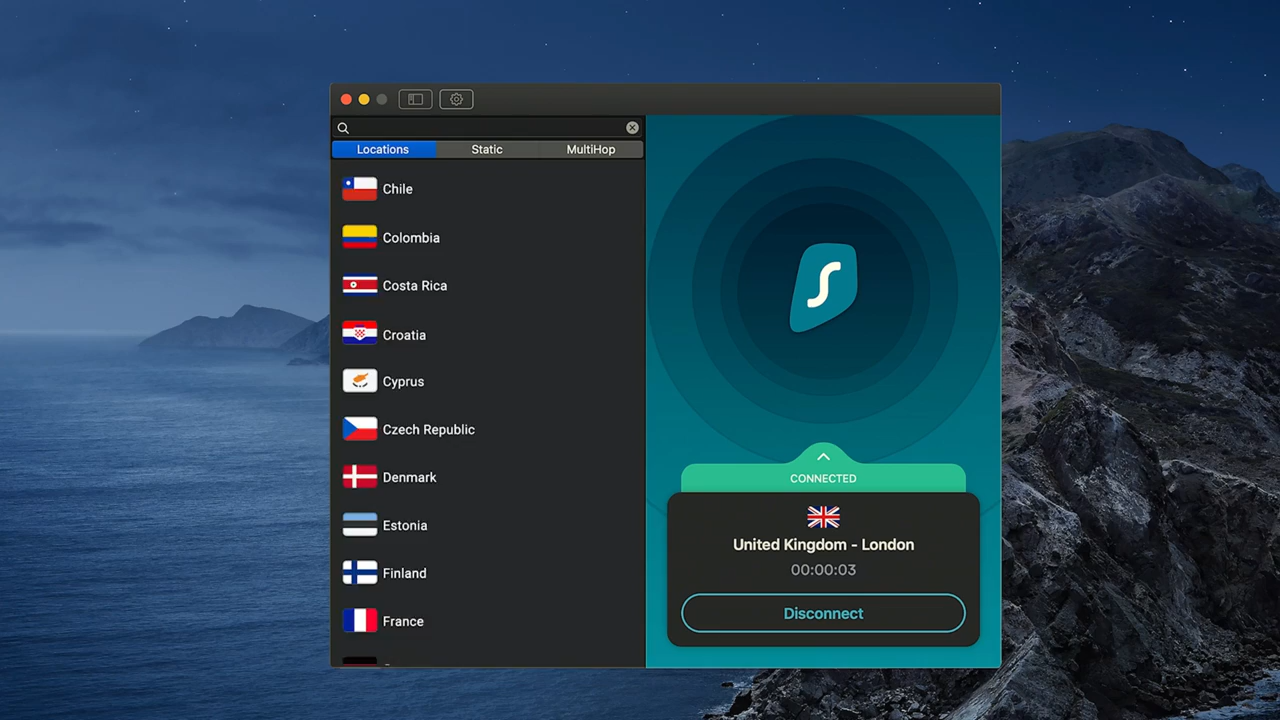 Locations
Static
MultiHop
Chile
Colombia
Costa Rica
Croatia
Cyprus
Czech Republic
Denmark
Estonia
Finland
France
CONNECTED
United Kingdom - London
00:00:03
Disconnect